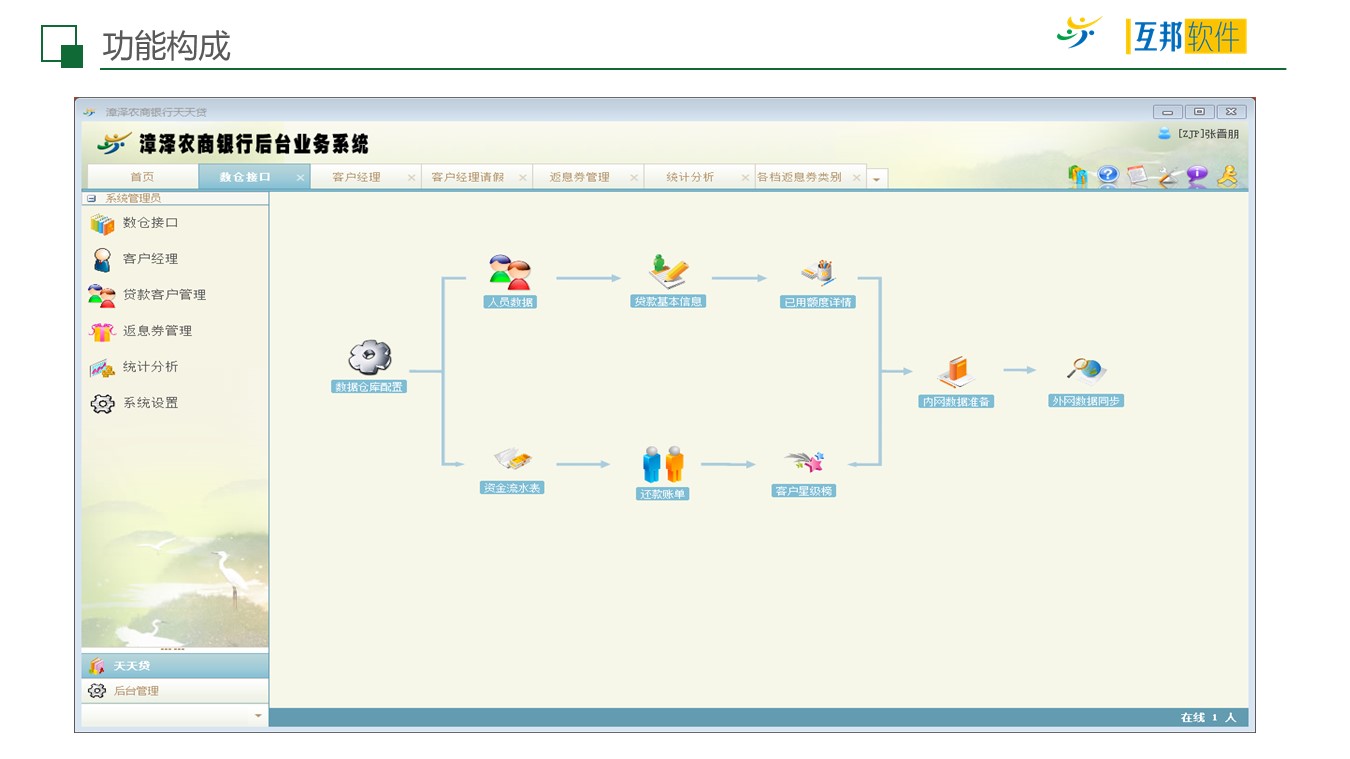 功能构成
互邦软件
漳泽农商银行天天贷
漳泽农商银行后台业务系统
[ZJP]张晋朋
首页
数仓接口
客户经理
客户经理请假
返息券管理
统计分析
各档返息券类别
系统管理员
数仓接口
客户经理
贷款客户管理
返息券管理
统计分析
系统设置
人员数据
贷款基本信息
已用额度详情
数据仓库配置
内网数据准备
外网数据同步
资金流水表
还款账单
客户星级榜
天天贷
后台管理
在线 1 人